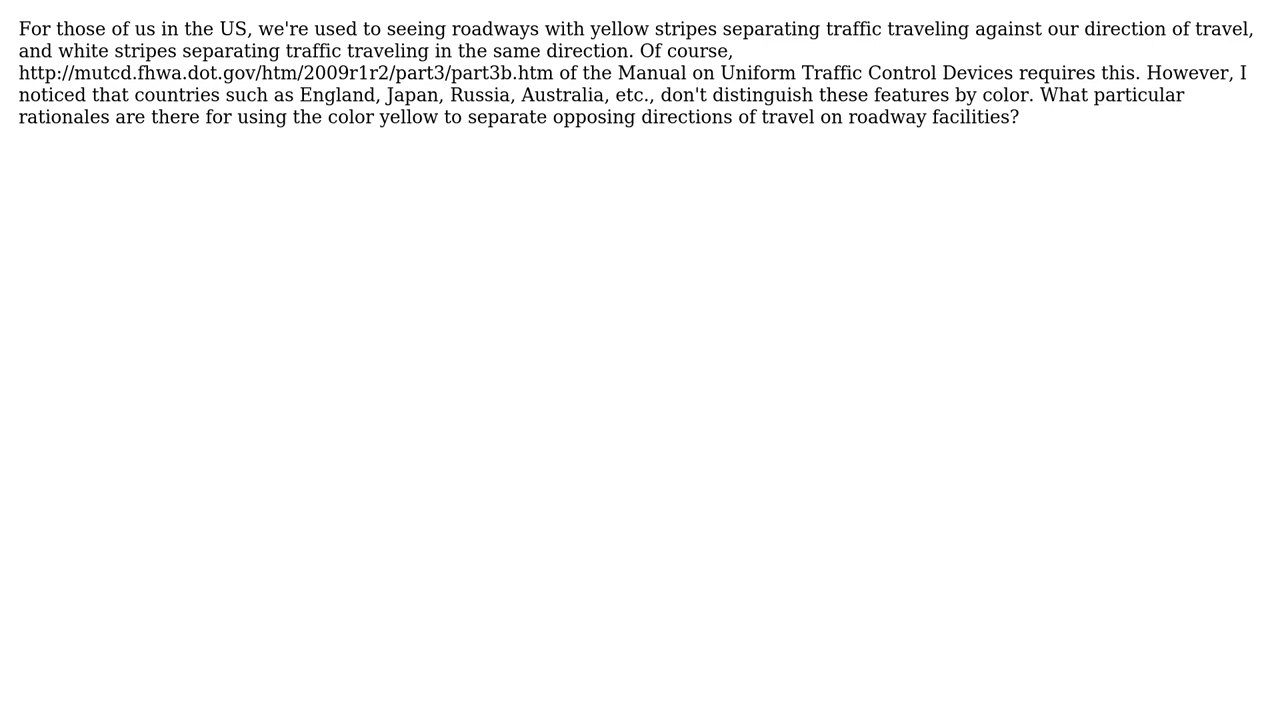 For those of us in the US, we're used to seeing roadways with yellow stripes separating traffic traveling against our direction of travel,
and white stripes separating traffic traveling in the same direction. Of course,
http://mutcd.fhwa.dot.gov/htm/2009r1r2/part3/part3b.htm of the Manual on Uniform Traffic Control Devices requires this. However, I
noticed that countries such as England, Japan, Russia, Australia, etc., don't distinguish these features by color. What particular
rationales are there for using the color yellow to separate opposing directions of travel on roadway facilities?